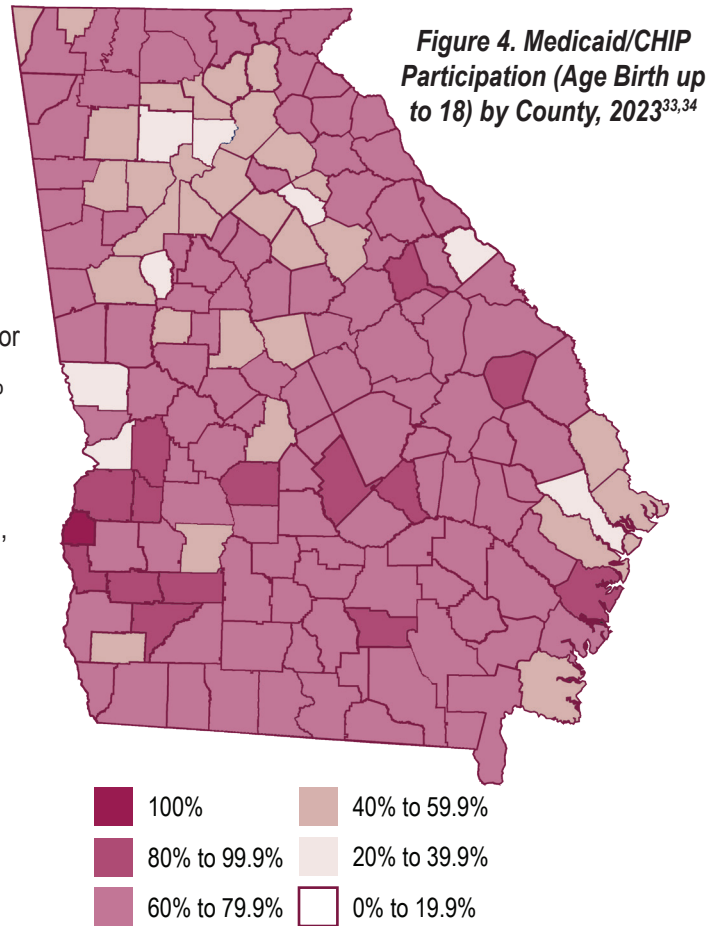 Figure 4. Medicaid/CHIP
Participation (Age Birth up
to 18) by County, 202333,34
or
%
,
100%
80% to 99.9%
60% to 79.9%
40% to 59.9%
20% to 39.9%
0% to 19.9%